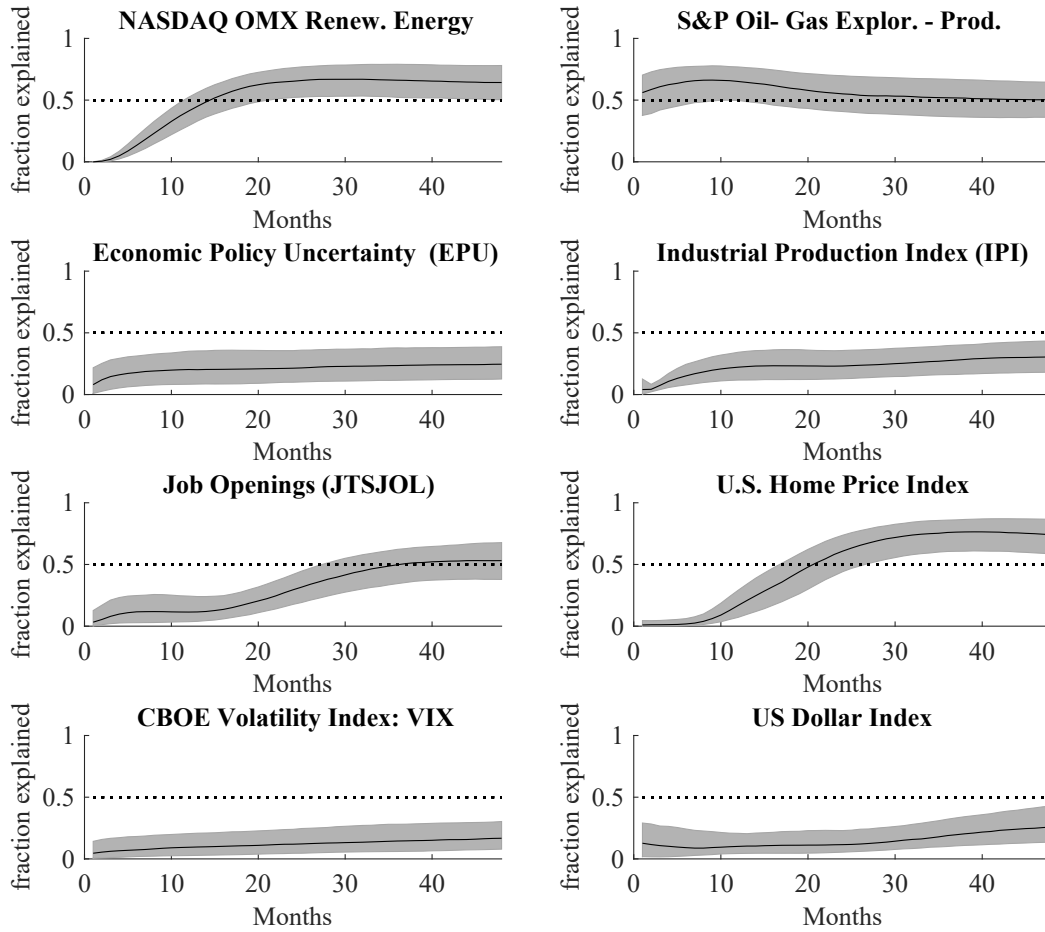 NASDAQ OMX Renew. Energy
fraction explained
1
0.5
0
0 10 20 30 40
Months
S&P Oil- Gas Explor. - Prod.
fraction explained
1
0.5
0
0 10 20 30 40
Months
Economic Policy Uncertainty (EPU)
fraction explained
1
0.5
0
0 10 20 30 40
Months
Industrial Production Index (IPI)
fraction explained
1
0.5
0
0 10 20 30 40
Months
Job Openings (JTSJOL)
fraction explained
1
0.5
0
0 10 20 30 40
Months
U.S. Home Price Index
fraction explained
1
0.5
0
0 10 20 30 40
Months
CBOE Volatility Index: VIX
fraction explained
1
0.5
0
0 10 20 30 40
Months
US Dollar Index
fraction explained
1
0.5
0
0 10 20 30 40
Months